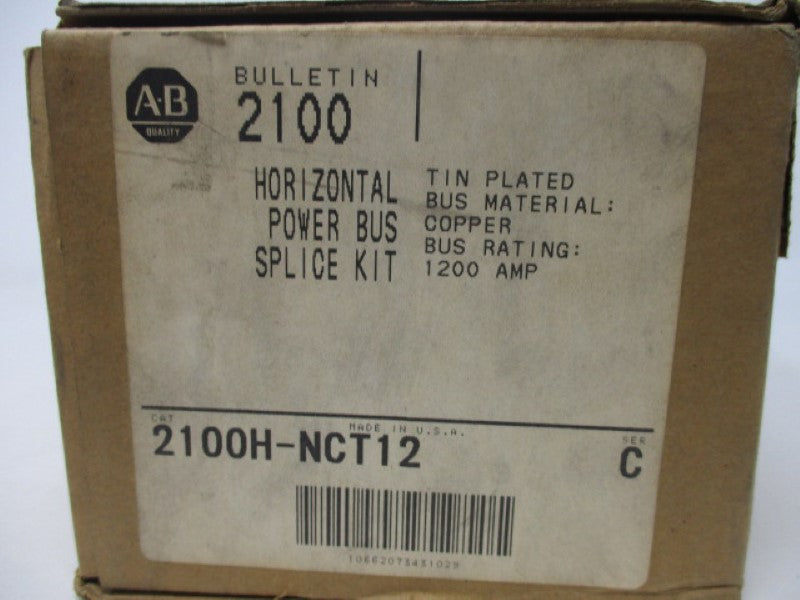 A-B
QUALITY
BULLETIN
2100
HORIZONTAL
POWER BUS
SPLICE KIT
TIN PLATED
BUS MATERIAL:
COPPER
BUS RATING:
1200 AMP
CAT
MADE IN U.S.A.
2100H-NCT12
SER
C
10662073431029